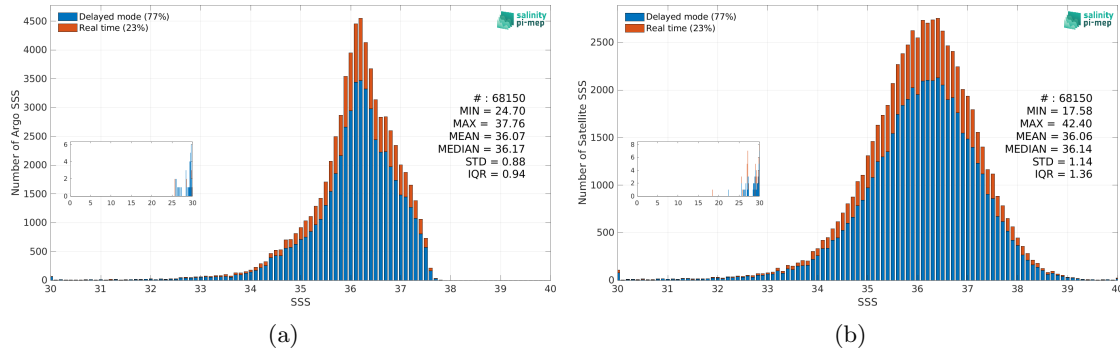 Delayed mode (77%)
Real time (23%)
salinity
pi-mep
Number of Argo SSS
5000
4500
4000
3500
3000
2500
2000
1500
1000
500
0
# : 68150
MIN = 24.70
MAX = 37.76
MEAN = 36.07
MEDIAN = 36.17
STD = 0.88
IQR = 0.94
6
4
2
0
0 5 10 15 20 25 30
30 31 32 33 34 35 36 37 38 39 40
SSS
(a)
Delayed mode (77%)
Real time (23%)
salinity
pi-mep
Number of Satellite SSS
2500
2000
1500
1000
500
0
# : 68150
MIN = 17.58
MAX = 42.40
MEAN = 36.06
MEDIAN = 36.14
STD = 1.14
IQR = 1.36
8
6
4
2
0
0 5 10 15 20 25 30
30 31 32 33 34 35 36 37 38 39 40
SSS
(b)